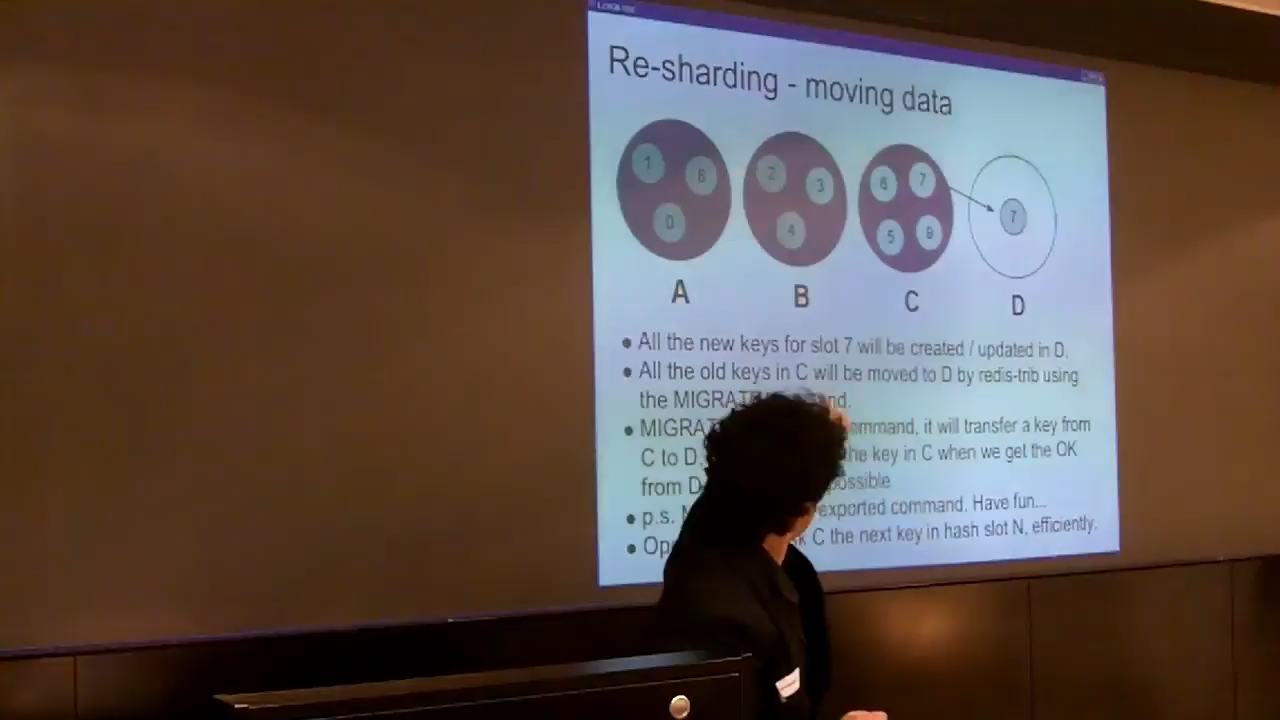 Re-sharding - moving data
1
6
0
2
3
4
6
7
5
9
7
A
B
C
D
● All the new keys for slot 7 will be created / updated in D.
● All the old keys in C will be moved to D by redis-trib using
the MIGRATE
● MIGRATE ommand, it will transfer a key from
C to D, the key in C when we get the OK
from D possible
● p.s. exported command. Have fun...
● Op C the next key in hash slot N, efficiently.